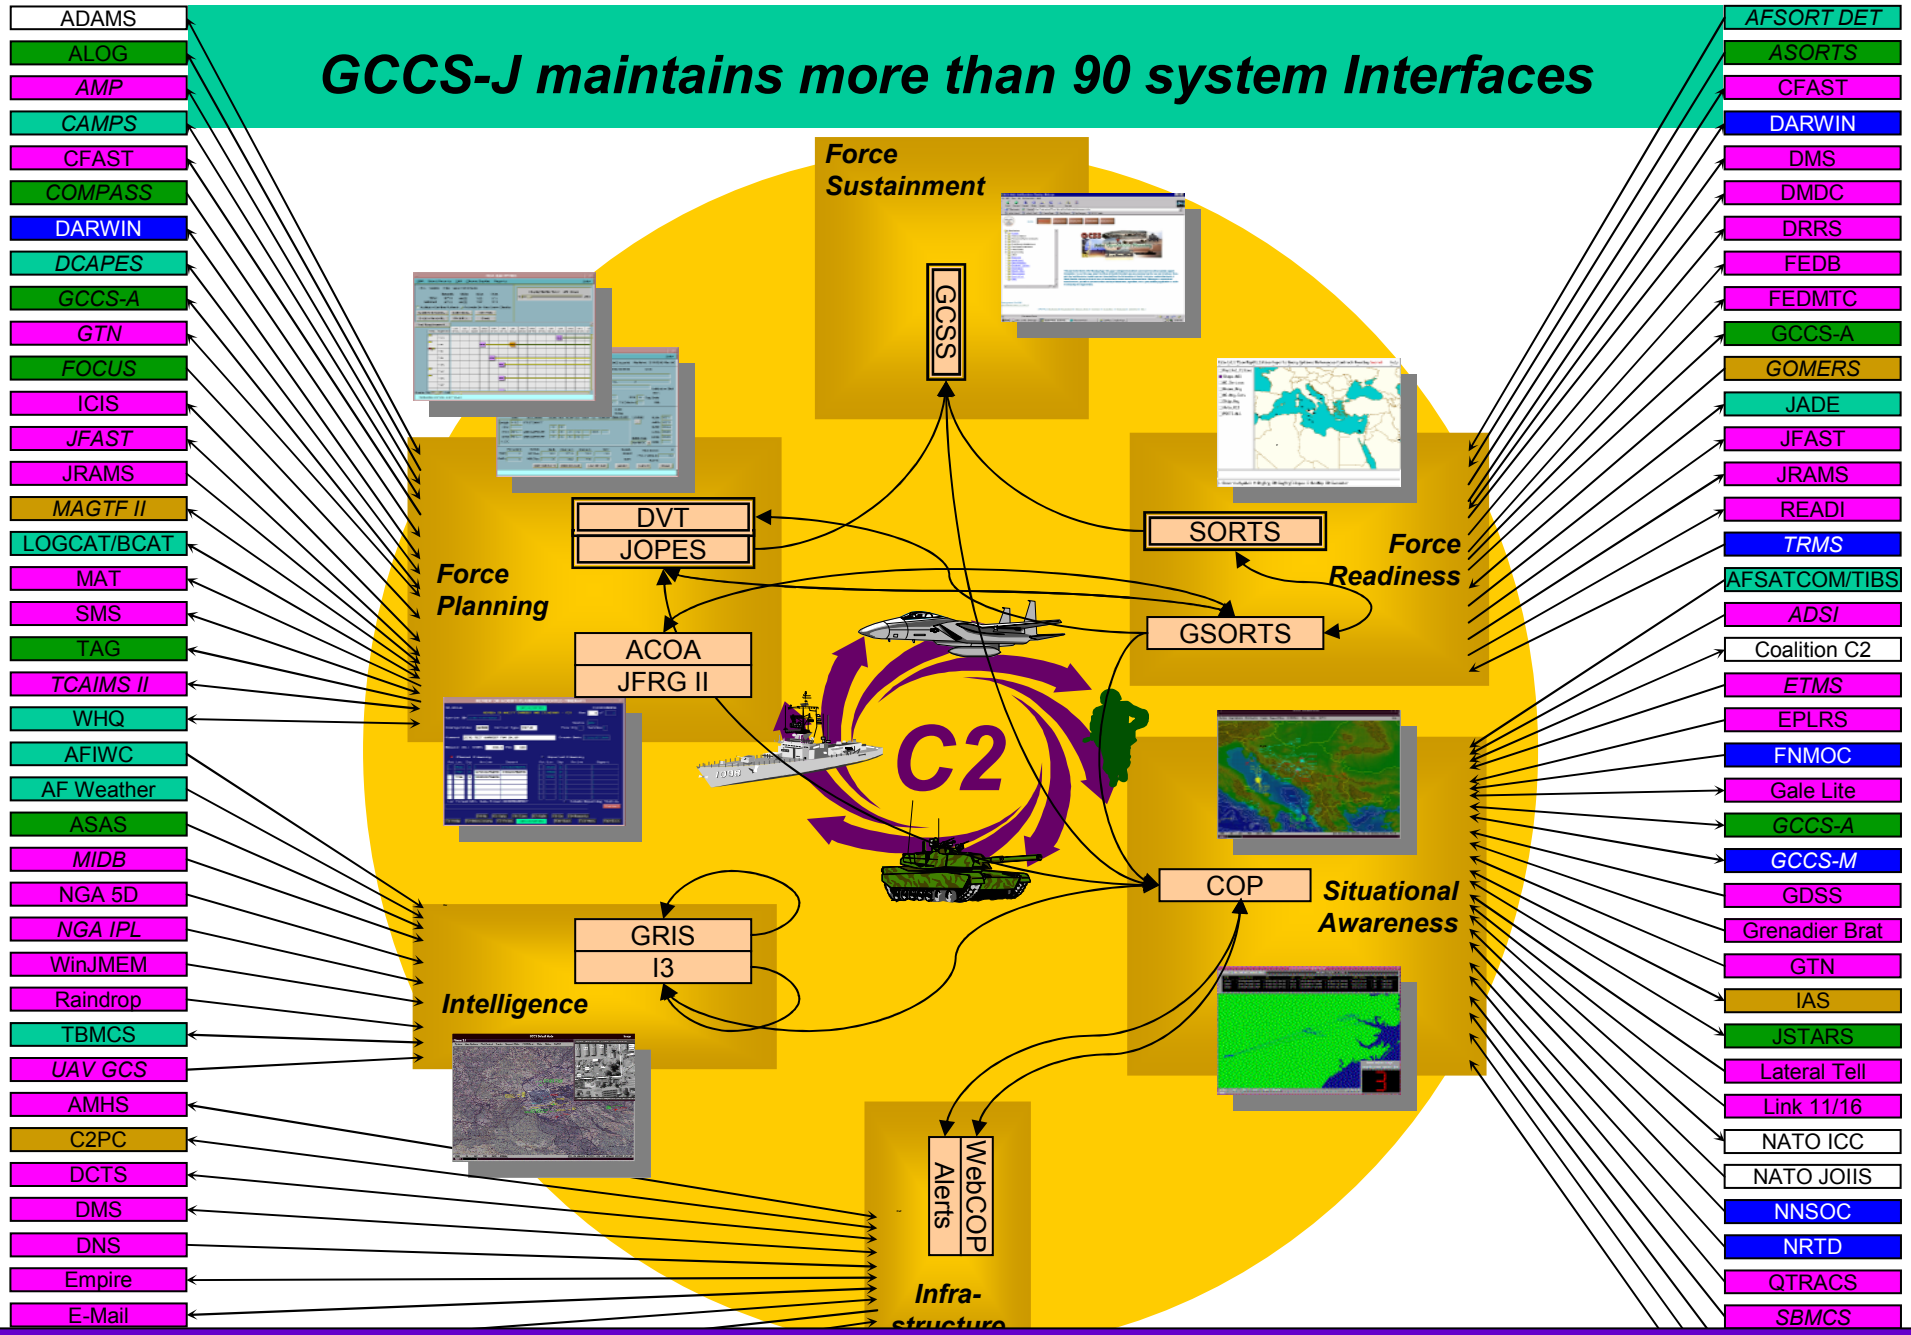 GCCS-J maintains more than 90 system Interfaces
ADAMS
ALOG
AMP
CAMPS
CFAST
COMPASS
DARWIN
DCAPES
GCCS-A
GTN
FOCUS
ICIS
JFAST
JRAMS
MAGTF II
LOGCAT/BCAT
MAT
SMS
TAG
TCAIMS II
WHQ
AFIWC
AF Weather
ASAS
MIDB
NGA 5D
NGA IPL
WinJMEM
Raindrop
TBMCS
UAV GCS
AMHS
C2PC
DCTS
DMS
DNS
Empire
E-Mail
Force
Sustainment
GCSS
Force
Planning
DVT
JOPES
ACOA
JFRG II
Force
Readiness
SORTS
GSORTS
C2
Intelligence
GRIS
I3
Situational
Awareness
COP
3
WebCOP
Alerts
Infra-
structure
AFSORT DET
ASORTS
CFAST
DARWIN
DMS
DMDC
DRRS
FEDB
FEDMTC
GCCS-A
GOMERS
JADE
JFAST
JRAMS
READI
TRMS
AFSATCOM/TIBS
ADSI
Coalition C2
ETMS
EPLRS
FNMOC
Gale Lite
GCCS-A
GCCS-M
GDSS
Grenadier Brat
GTN
IAS
JSTARS
Lateral Tell
Link 11/16
NATO ICC
NATO JOIIS
NNSOC
NRTD
QTRACS
SBMCS